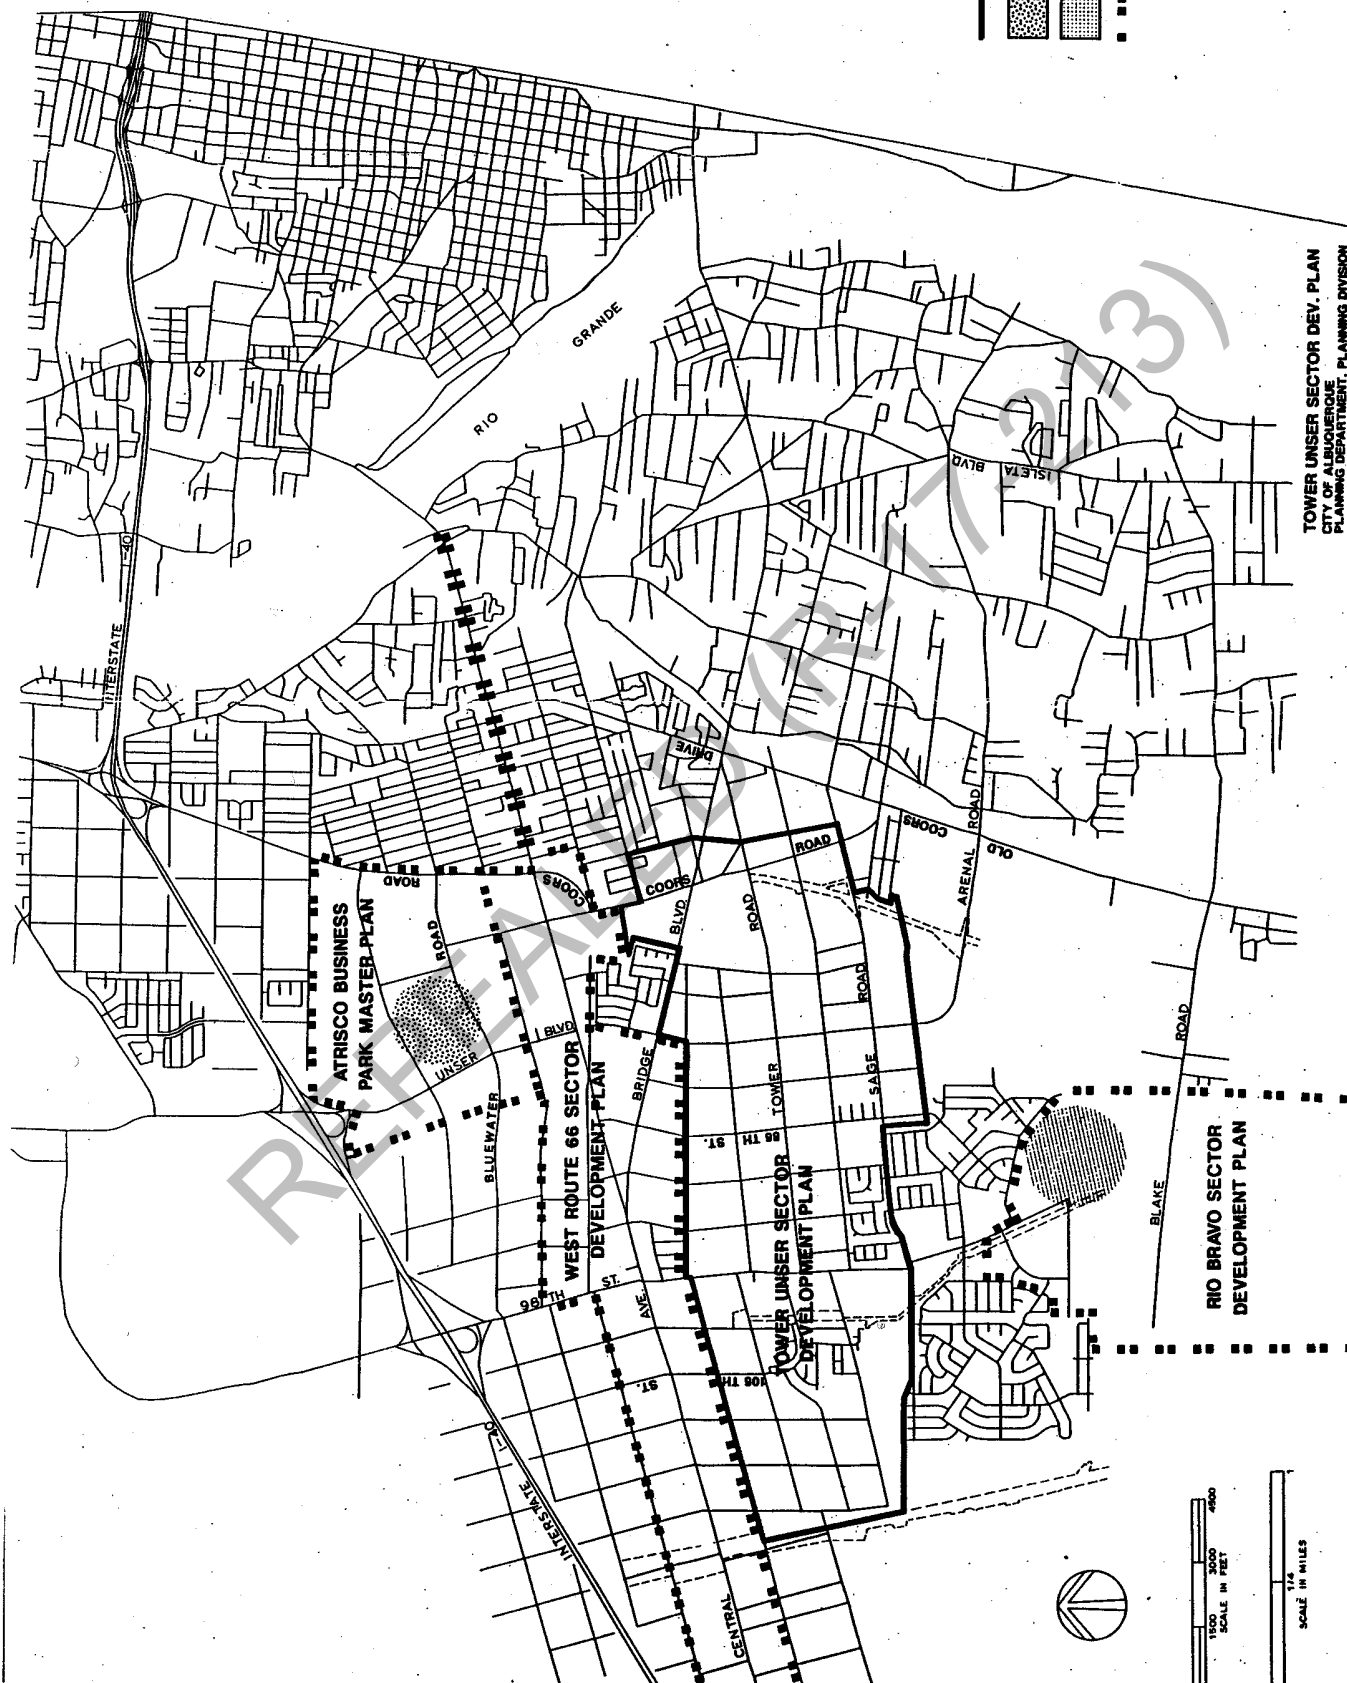 INTERSTATE
I-40
RIO
GRANDE
ISLETA
BLVD
DRIVE
COORS
ROAD
ATRISCO BUSINESS
PARK MASTER PLAN
ROAD
UNSER
BLVD
BLUEWATER
COORS
COORS
ROAD
BLVD.
BRIDGE
ROAD
TOWER
ROAD
SAGE
ARENAL ROAD
OLD
COORS
WEST ROUTE 66 SECTOR
DEVELOPMENT PLAN
98 TH
ST.
AVE.
86 TH
ST.
106 TH
ST.
TOWER UNSER SECTOR
DEVELOPMENT PLAN
INTERSTATE
I-40
CENTRAL
BLAKE
ROAD
RIO BRAVO SECTOR
DEVELOPMENT PLAN
REPEALED (R-17-213)
TOWER UNSER SECTOR DEV. PLAN
CITY OF ALBUQUERQUE
PLANNING DEPARTMENT, PLANNING DIVISION
1500 3000 4500
SCALE IN FEET
1/4 1
SCALE IN MILES